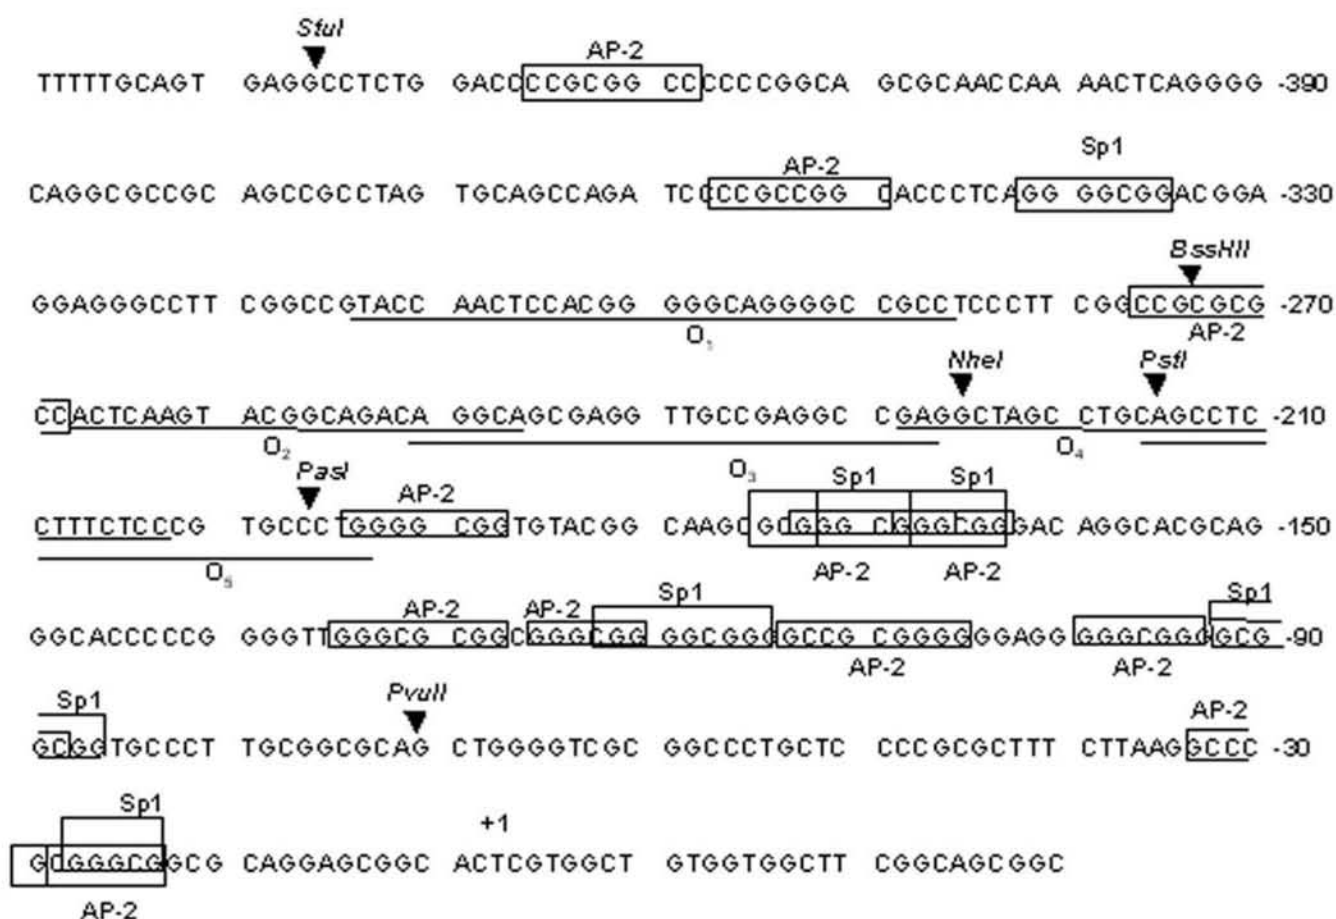 StuI
AP-2
TTTTTGCAGT GAGGCCTCTG GACCCCGCGG CCCCCCGGCA GCGCAACCAA AACTCAGGGG -390
Sp1
AP-2
CAGGCGCCGC AGCCGCCTAG TGCAGCCAGA TCCCCGCCGG CACCCTCAGG GGCGGACGGA -330
BssHII
GGAGGGCCTT CGGCCGTACC AACTCCACGG GGGCAGGGGC CGCCTCCCTT CGGCCGCGCG -270
O1 AP-2
NheI PstI
CCACTCAAGT ACGGCAGACA GGCAGCGAGG TTGCCGAGGC CGAGGCTAGC CTGCAGCCTC -210
O2 O3 O4
PasI AP-2 Sp1 Sp1
CTTTCTCCCG TGCCCTGGGG CGGTGTACGG CAAGCGCGGG CGGGCGGGAC AGGCACGCAG -150
O5 AP-2 AP-2
AP-2 AP-2 Sp1 Sp1
GGCACCCCCG GGGTTGGGCG CGGCGGGCGG GGCGGGGCCG CGGGGGGAGG GGGCGGGGCG -90
AP-2 AP-2
Sp1 PvuII AP-2
GCGGTGCCCT TGCGGCGCAG CTGGGGTCGC GGCCCTGCTC CCCGCGCTTT CTTAAGGCCC -30
Sp1 +1
GCGGGCGGCG CAGGAGCGGC ACTCGTGGCT GTGGTGGCTT CGGCAGCGGC
AP-2